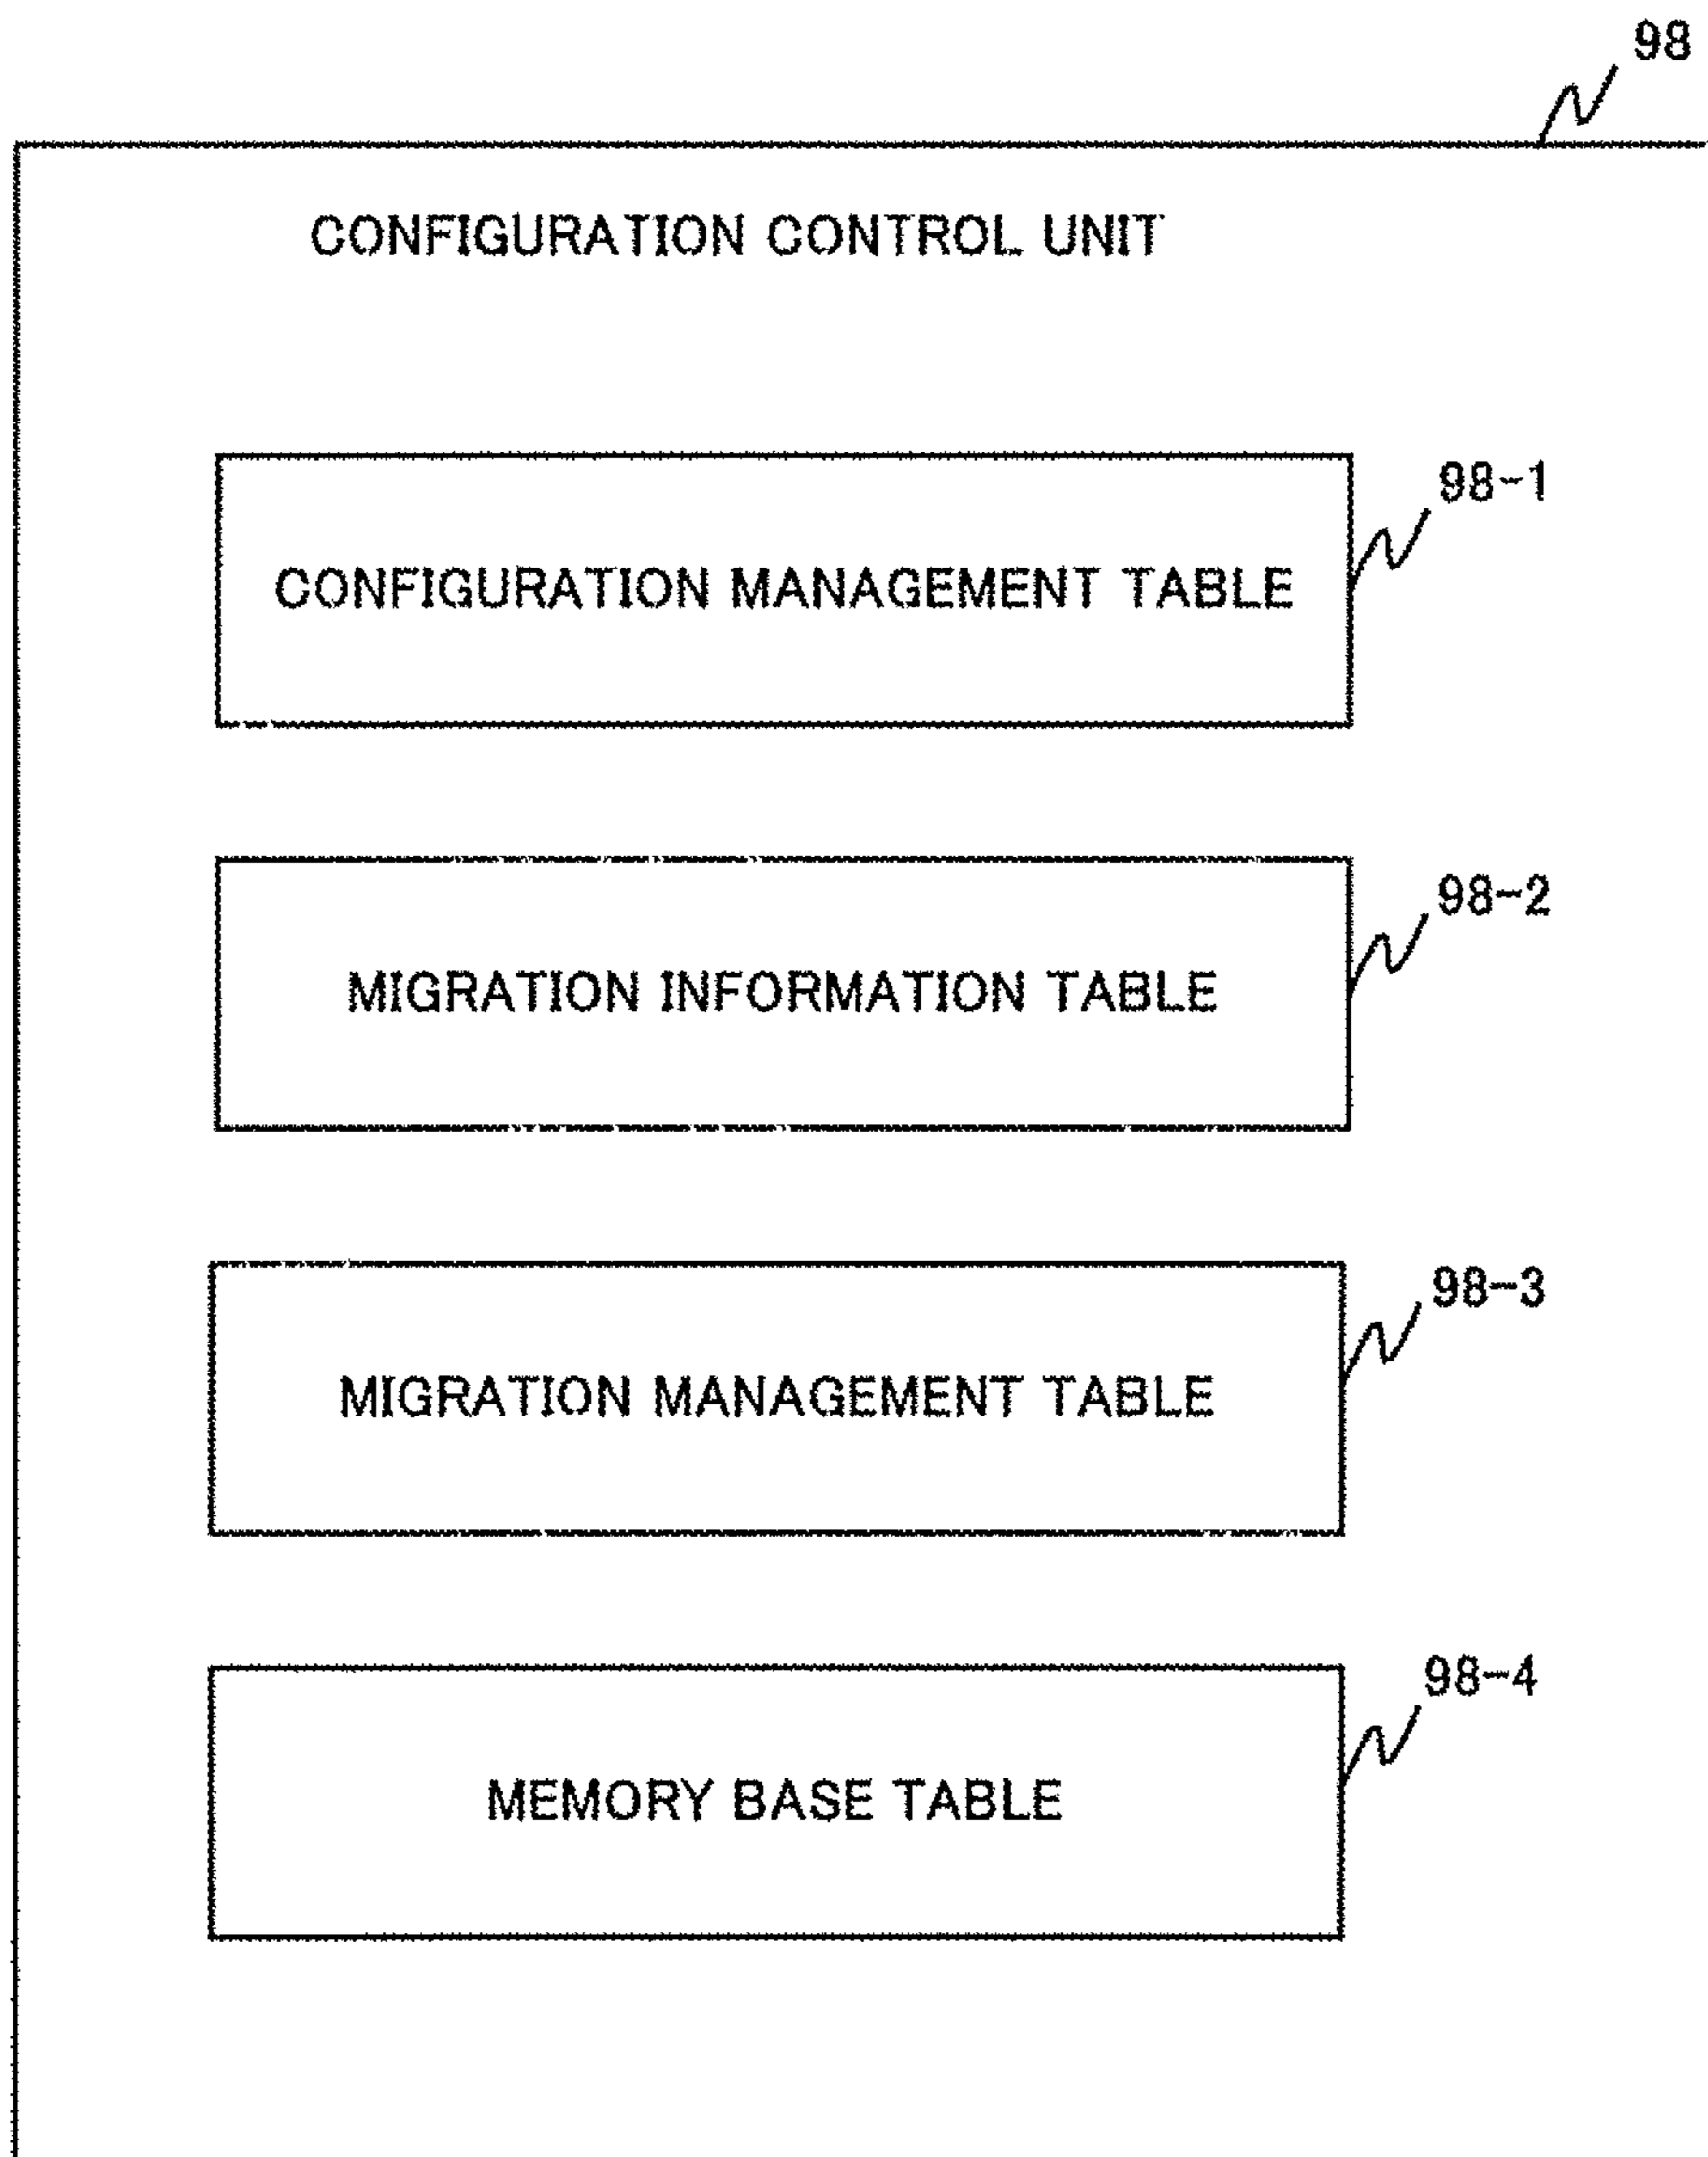 98
CONFIGURATION CONTROL UNIT
98-1
CONFIGURATION MANAGEMENT TABLE
98-2
MIGRATION INFORMATION TABLE
98-3
MIGRATION MANAGEMENT TABLE
98-4
MEMORY BASE TABLE